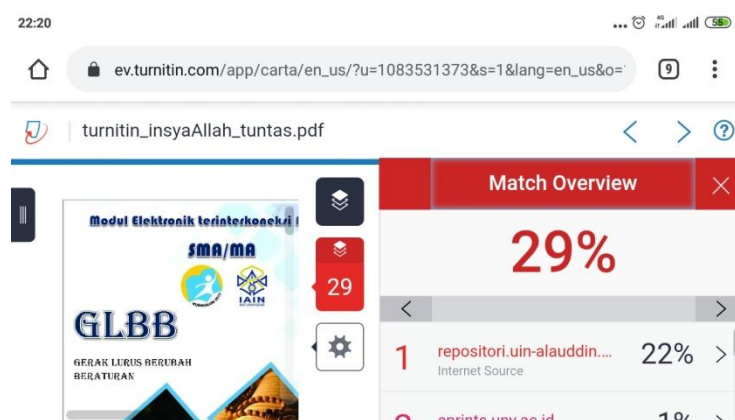 22:20
4G
55
ev.turnitin.com/app/carta/en_us/?u=1083531373&s=1&lang=en_us&o=
9
turnitin_insyaAllah_tuntas.pdf
Match Overview
29%
29
Modul Elektronik terinterkoneksi
SMA/MA
IAIN
GLBB
GERAK LURUS BERUBAH
BERATURAN
1 repositori.uin-alauddin.... 22%
Internet Source
eprints.uny.ac.id 1%